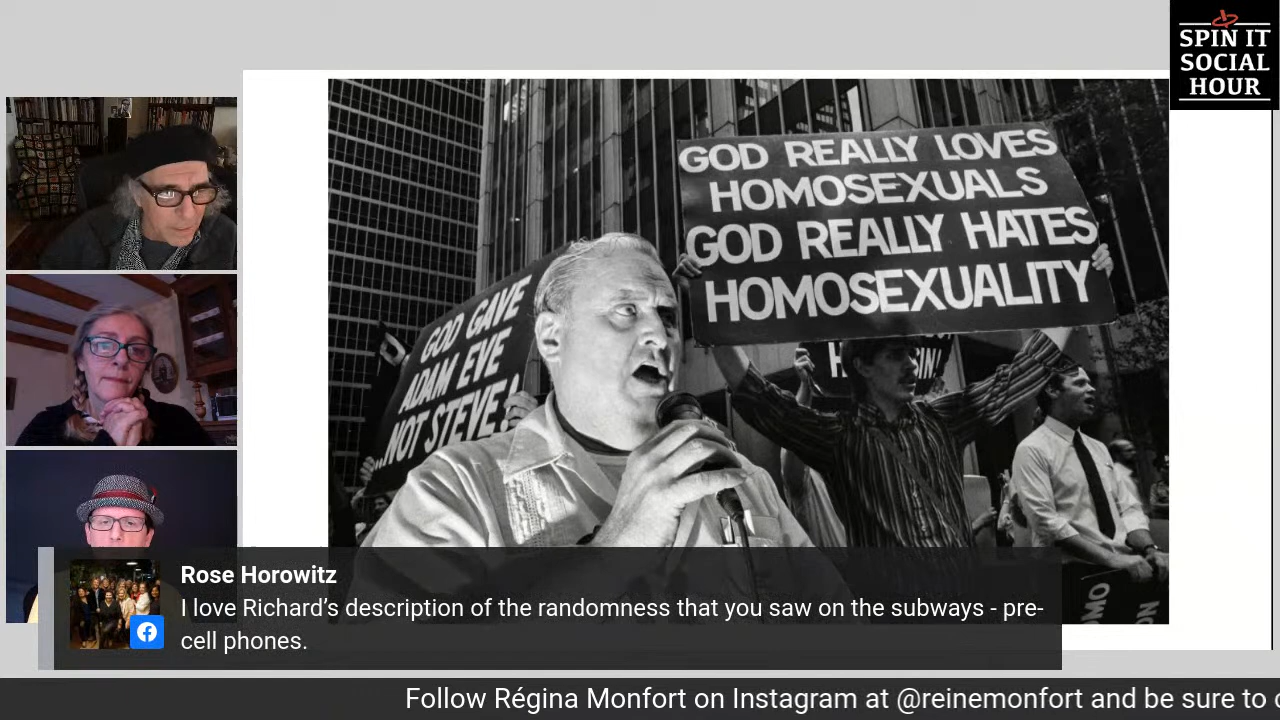 SPIN IT
SOCIAL
HOUR
GOD REALLY LOVES
HOMOSEXUALS
GOD REALLY HATES
HOMOSEXUALITY
GOD GAVE
ADAM EVE
...NOT STEVE!
Rose Horowitz
I love Richard’s description of the randomness that you saw on the subways - pre-
cell phones.
Follow Régina Monfort on Instagram at @reinemonfort and be sure to